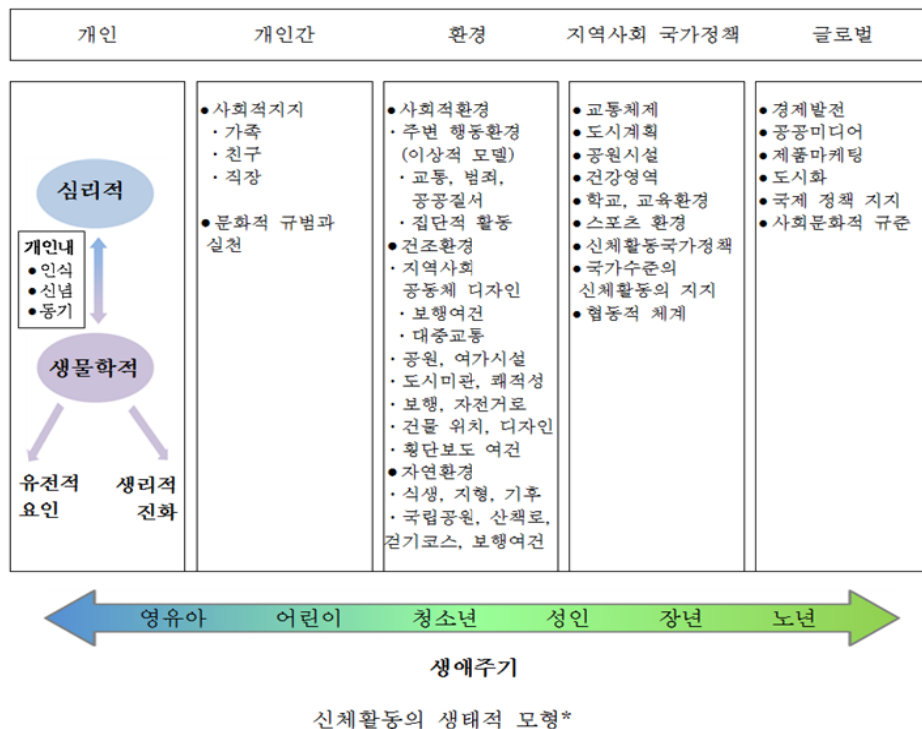 개인
개인간
환경
지역사회 국가정책
글로벌
심리적
개인내
●인식
●신념
●동기
생물학적
유전적
요인
생리적
진화
●사회적지지
· 가족
· 친구
· 직장
●문화적 규범과
실천
●사회적환경
· 주변 행동환경
(이상적 모델)
· 교통, 범죄,
공공질서
· 집단적 활동
●건조환경
· 지역사회
공동체 디자인
· 보행여건
· 대중교통
· 공원, 여가시설
· 도시미관, 쾌적성
· 보행, 자전거로
· 건물 위치, 디자인
· 횡단보도 여건
●자연환경
· 식생, 지형, 기후
· 국립공원, 산책로,
걷기코스, 보행여건
●교통체제
●도시계획
●공원시설
●건강영역
●학교, 교육환경
●스포츠 환경
●신체활동국가정책
●국가수준의
신체활동의 지지
●협동적 체계
●경제발전
●공공미디어
●제품마케팅
●도시화
●국제 정책 지지
●사회문화적 규준
영유아 어린이 청소년 성인 장년 노년
생애주기
신체활동의 생태적 모형*